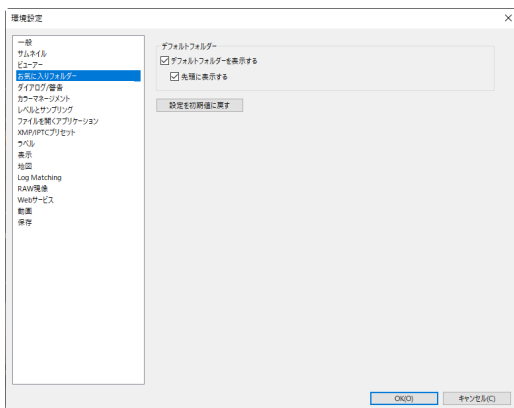 環境設定
一般
サムネイル
ビューアー
お気に入りフォルダー
ダイアログ/警告
カラーマネージメント
レベルとサンプリング
ファイルを開くアプリケーション
XMP/IPTCプリセット
ラベル
表示
地図
Log Matching
RAW現像
Webサービス
動画
保存
デフォルトフォルダー
デフォルトフォルダーを表示する
先頭に表示する
設定を初期値に戻す
OK(O)
キャンセル(C)